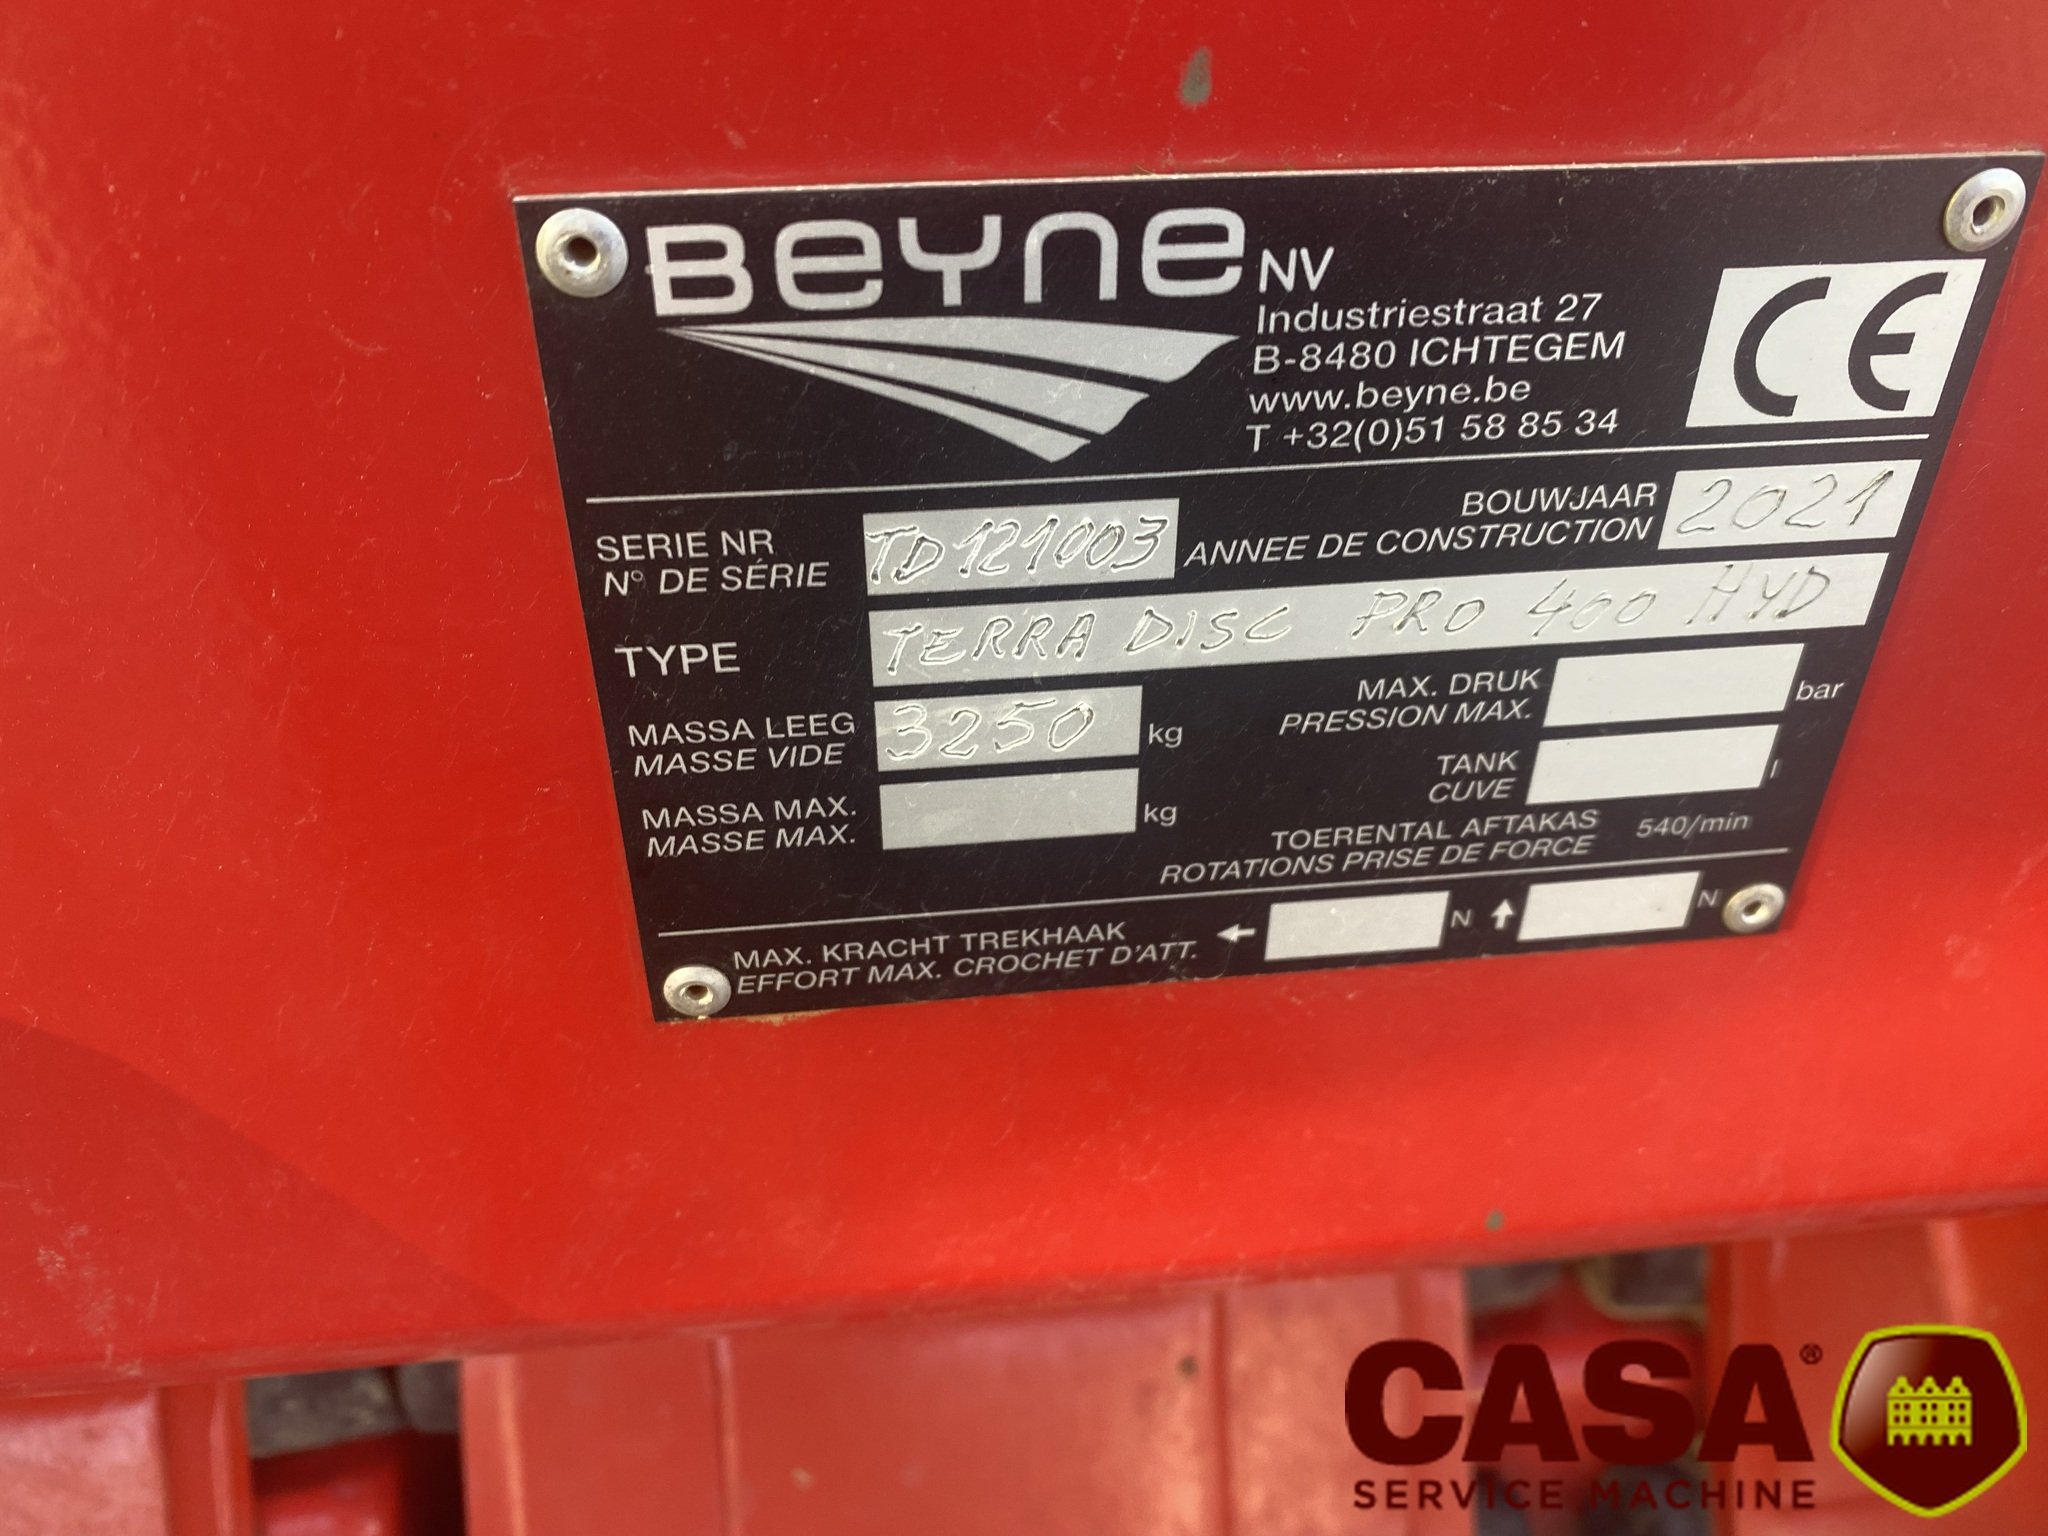 BEYNE NV
Industriestraat 27
B-8480 ICHTEGEM
www.beyne.be
T +32(0)51 58 85 34
CE
SERIE NR
N° DE SÉRIE
TD121003
BOUWJAAR
ANNEE DE CONSTRUCTION
2021
TYPE
TERRA DISC PRO 400 HYD
MASSA LEEG
MASSE VIDE
3250 kg
MAX. DRUK
PRESSION MAX.
bar
MASSA MAX.
MASSE MAX.
kg
TANK
CUVE
l
TOERENTAL AFTAKAS
ROTATIONS PRISE DE FORCE
540/min
MAX. KRACHT TREKHAAK
EFFORT MAX. CROCHET D'ATT.
← N ↑ N
CASA®
SERVICE MACHINE